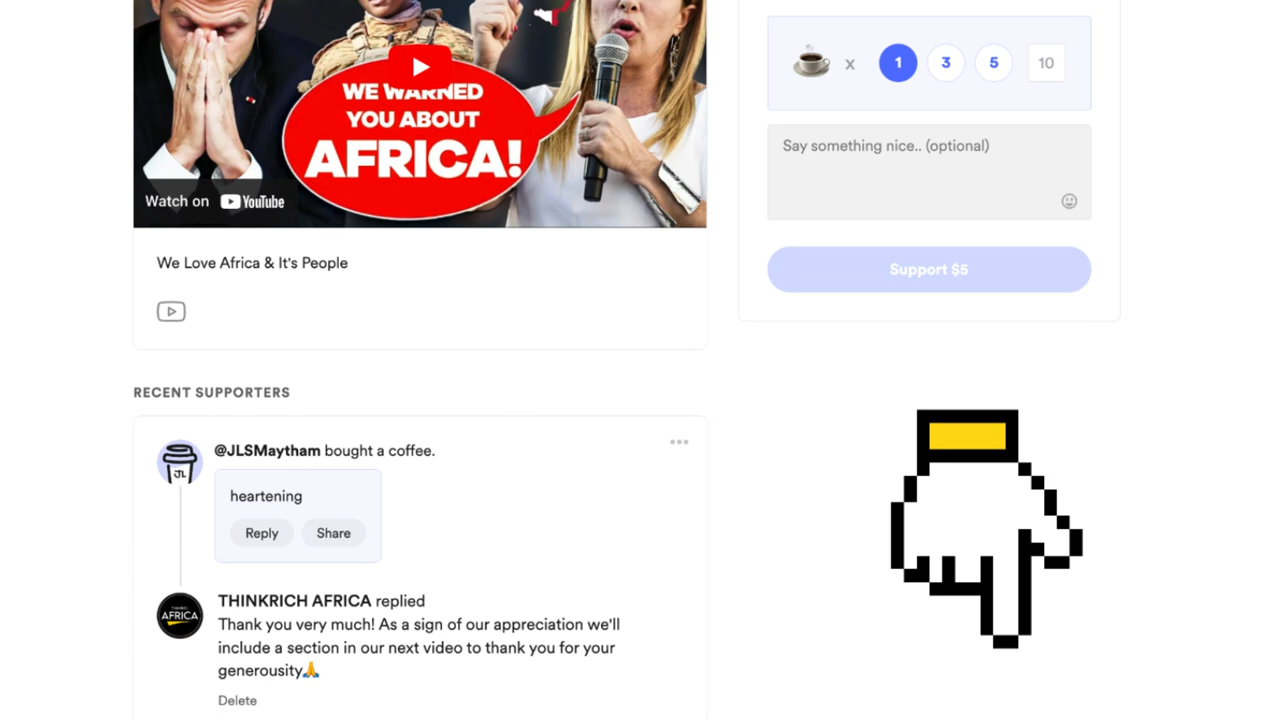 WE WARNED
YOU ABOUT
AFRICA!
Watch on YouTube
We Love Africa & It's People
x 1 3 5 10
Say something nice.. (optional)
Support $5
RECENT SUPPORTERS
@JLSMaytham bought a coffee.
JL
heartening
Reply Share
AFRICA
THINKRICH AFRICA replied
Thank you very much! As a sign of our appreciation we'll
include a section in our next video to thank you for your
generousity🙏
Delete